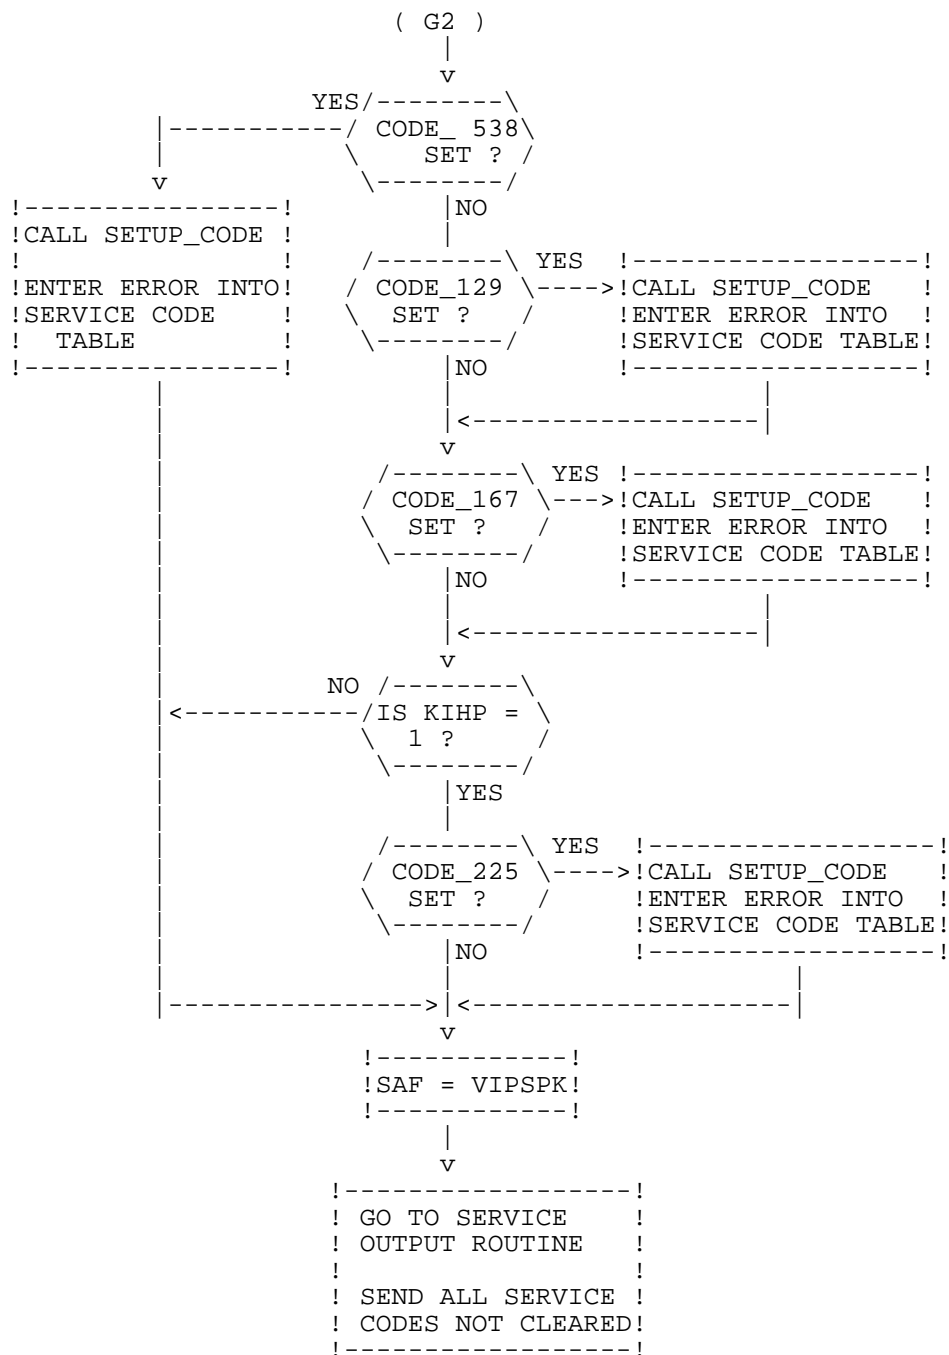 ( G2 )
YES
CODE_ 538
SET ?
NO
CALL SETUP_CODE
ENTER ERROR INTO
SERVICE CODE
TABLE
CODE_129
SET ?
YES
CALL SETUP_CODE
ENTER ERROR INTO
SERVICE CODE TABLE
NO
CODE_167
SET ?
YES
CALL SETUP_CODE
ENTER ERROR INTO
SERVICE CODE TABLE
NO
NO
IS KIHP =
1 ?
YES
CODE_225
SET ?
YES
CALL SETUP_CODE
ENTER ERROR INTO
SERVICE CODE TABLE
NO
SAF = VIPSPK
GO TO SERVICE
OUTPUT ROUTINE
SEND ALL SERVICE
CODES NOT CLEARED